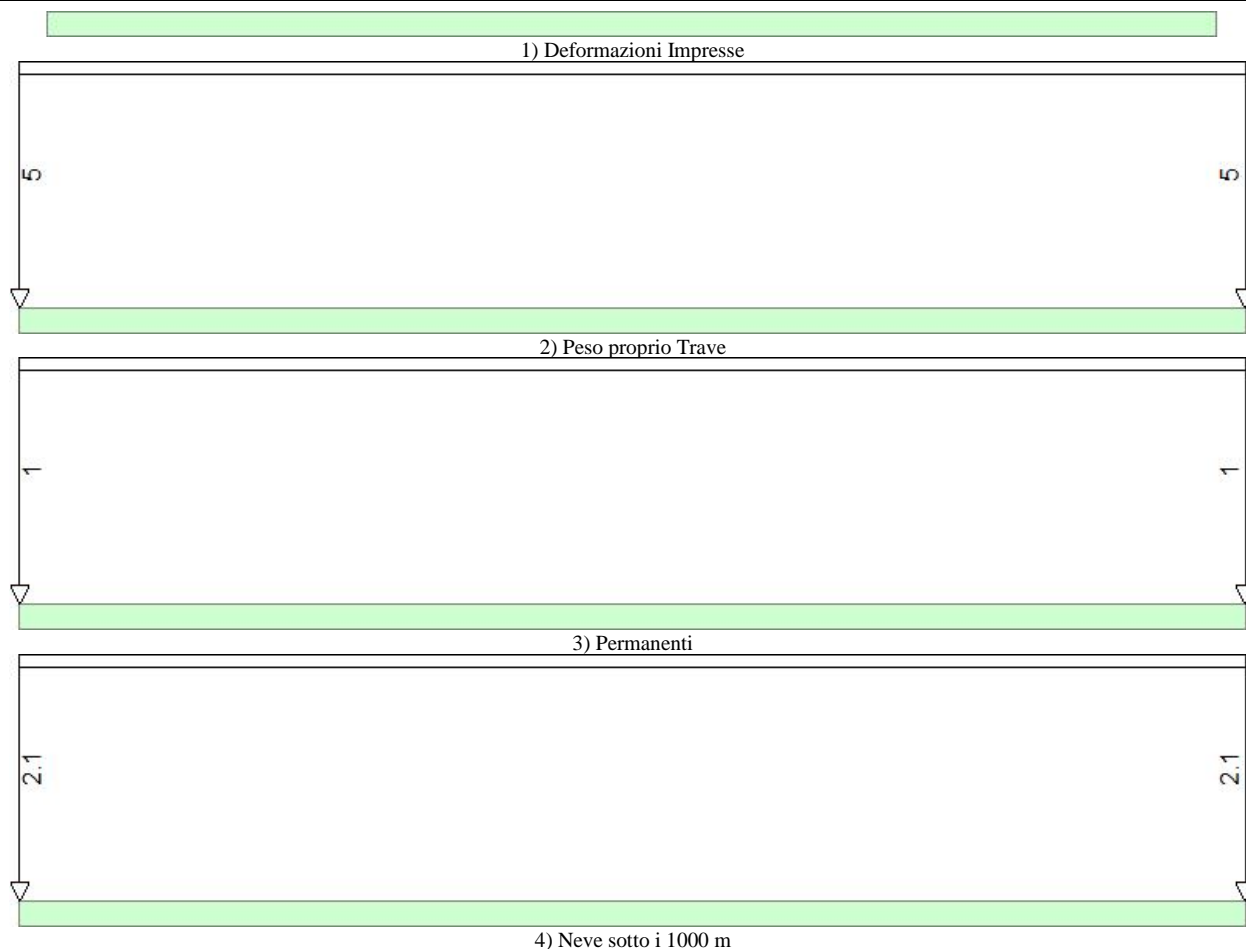 1) Deformazioni Impresse
5 5
2) Peso proprio Trave
1 1
3) Permanenti
2.1 2.1
4) Neve sotto i 1000 m